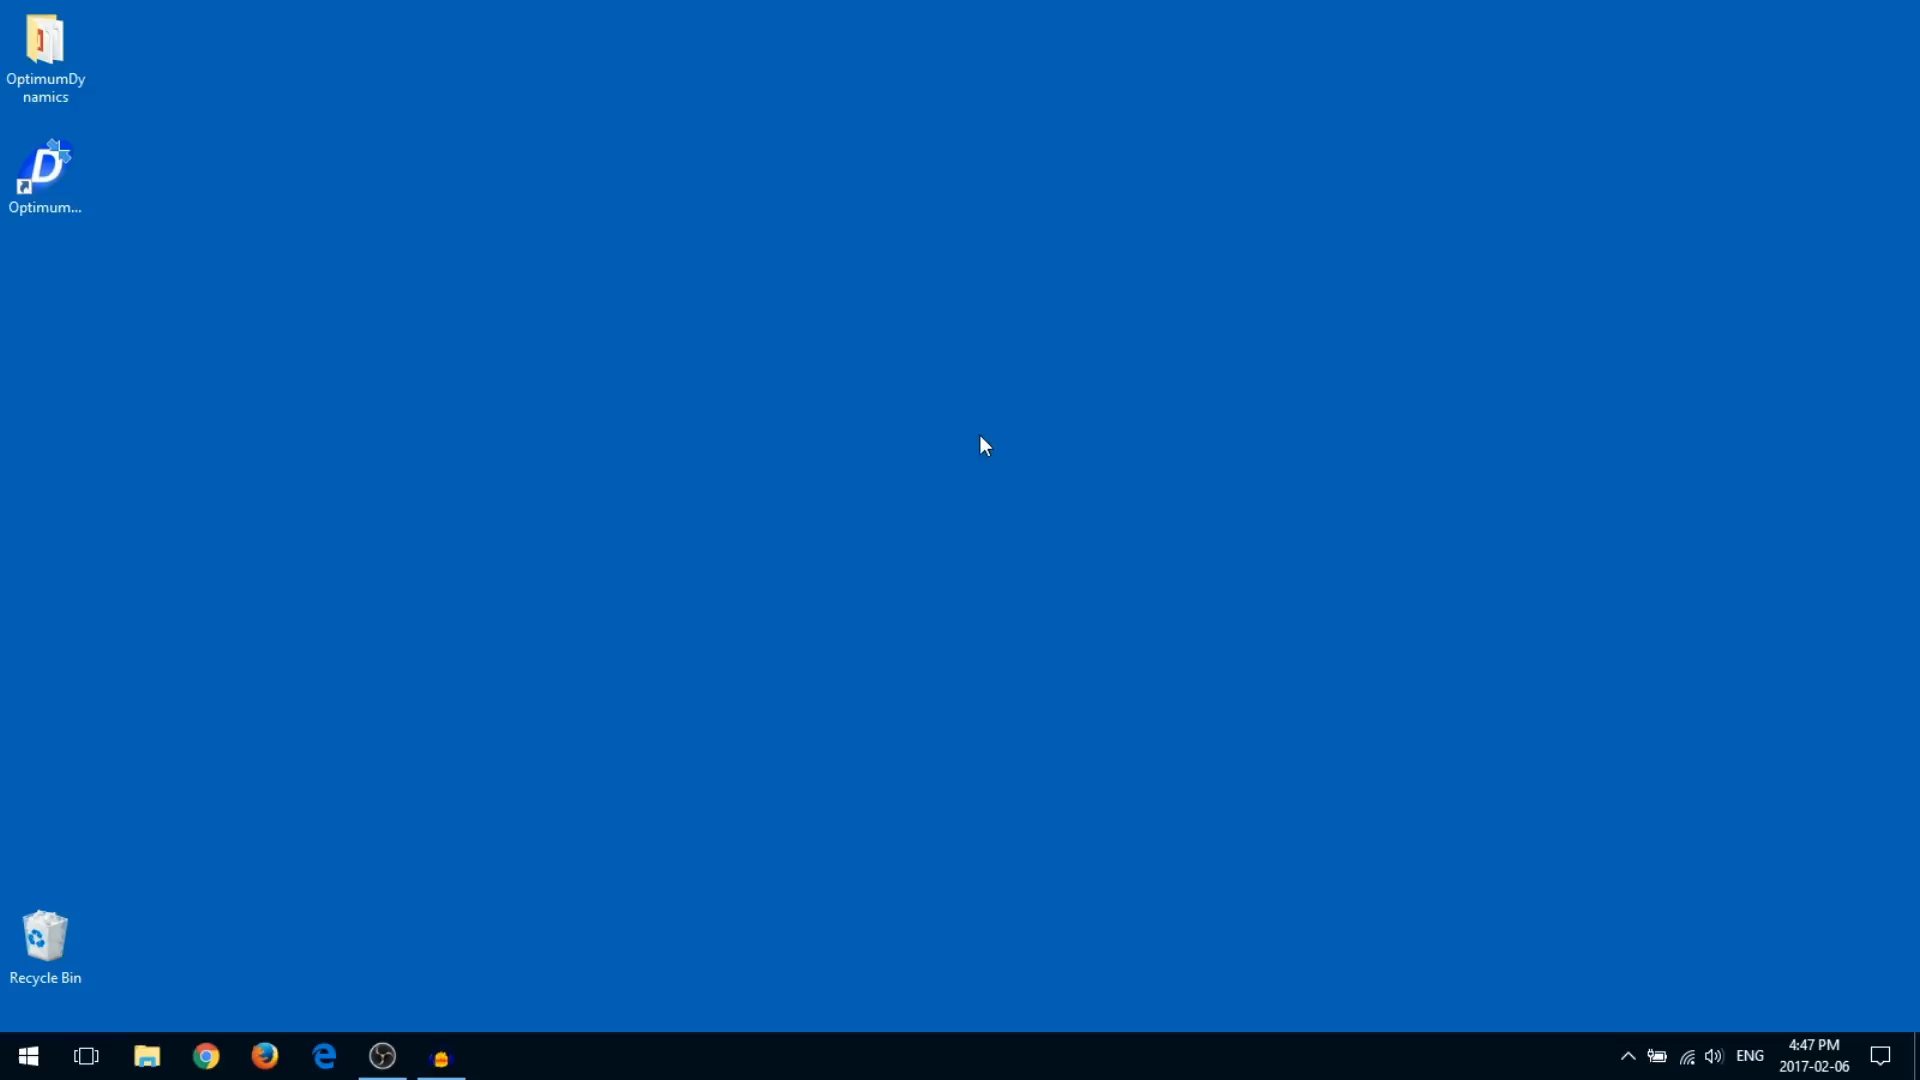 OptimumDy
namics
D
Optimum...
Recycle Bin
ENG
4:47 PM
2017-02-06